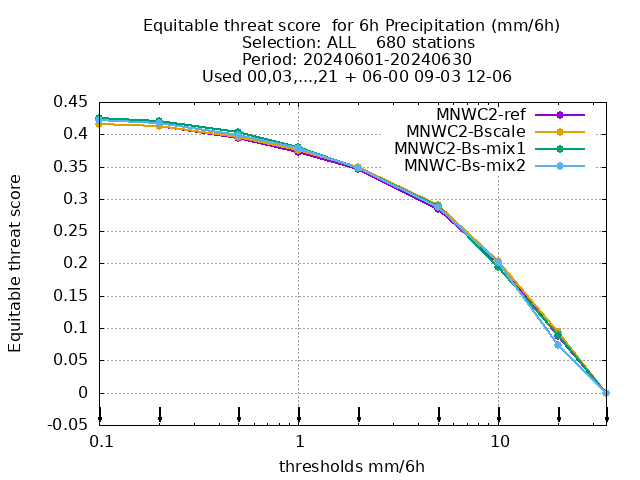 Equitable threat score  for 6h Precipitation (mm/6h)
Selection: ALL    680 stations
Period: 20240601-20240630
Used 00,03,...,21 + 06-00 09-03 12-06
MNWC2-ref
MNWC2-Bscale
MNWC2-Bs-mix1
MNWC-Bs-mix2
Equitable threat score
0.45
0.4
0.35
0.3
0.25
0.2
0.15
0.1
0.05
0
-0.05
0.1
1
10
thresholds mm/6h